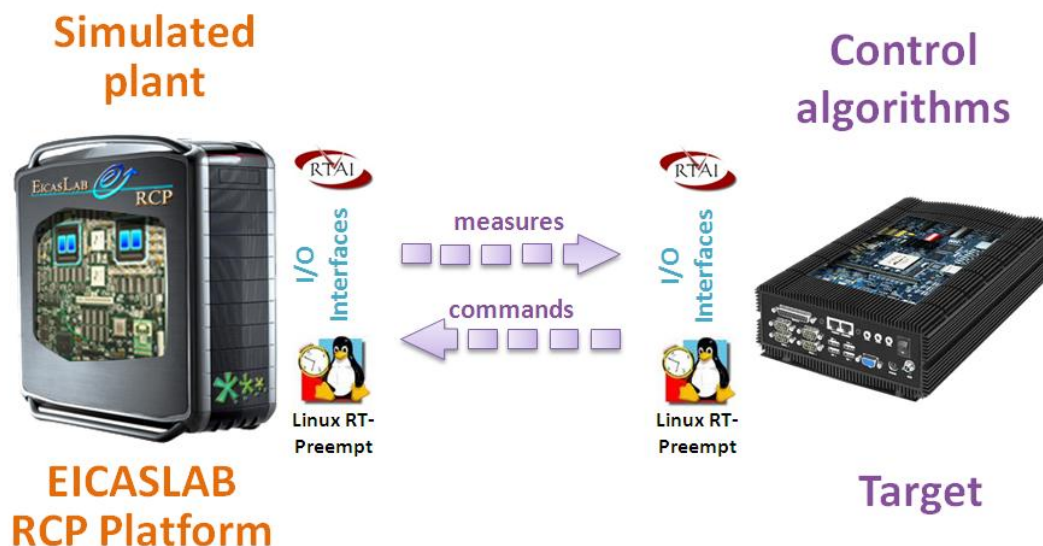 Simulated
plant
Control
algorithms
EICASLAB
RCP
RTAI
I/O
Interfaces
measures
commands
RTAI
I/O
Interfaces
Linux RT-
Preempt
Linux RT-
Preempt
EICASLAB
RCP Platform
Target